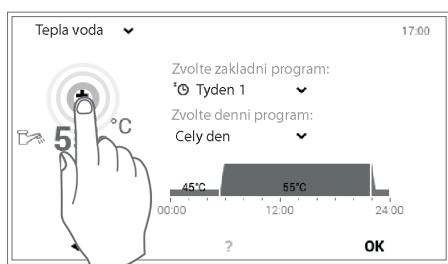 Tepla voda
17:00
Zvolte zakladni program:
Tyden 1
Zvolte denni program:
°C
Cely den
45°C
55°C
00:00
12:00
24:00
?
OK